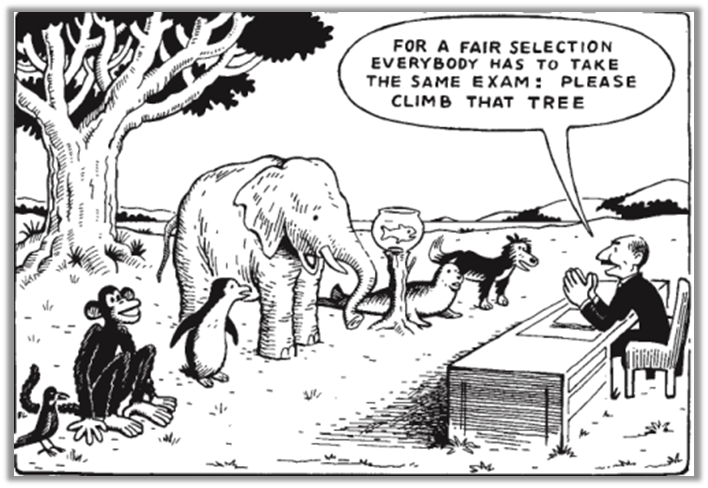 FOR A FAIR SELECTION
EVERYBODY HAS TO TAKE
THE SAME EXAM: PLEASE
CLIMB THAT TREE